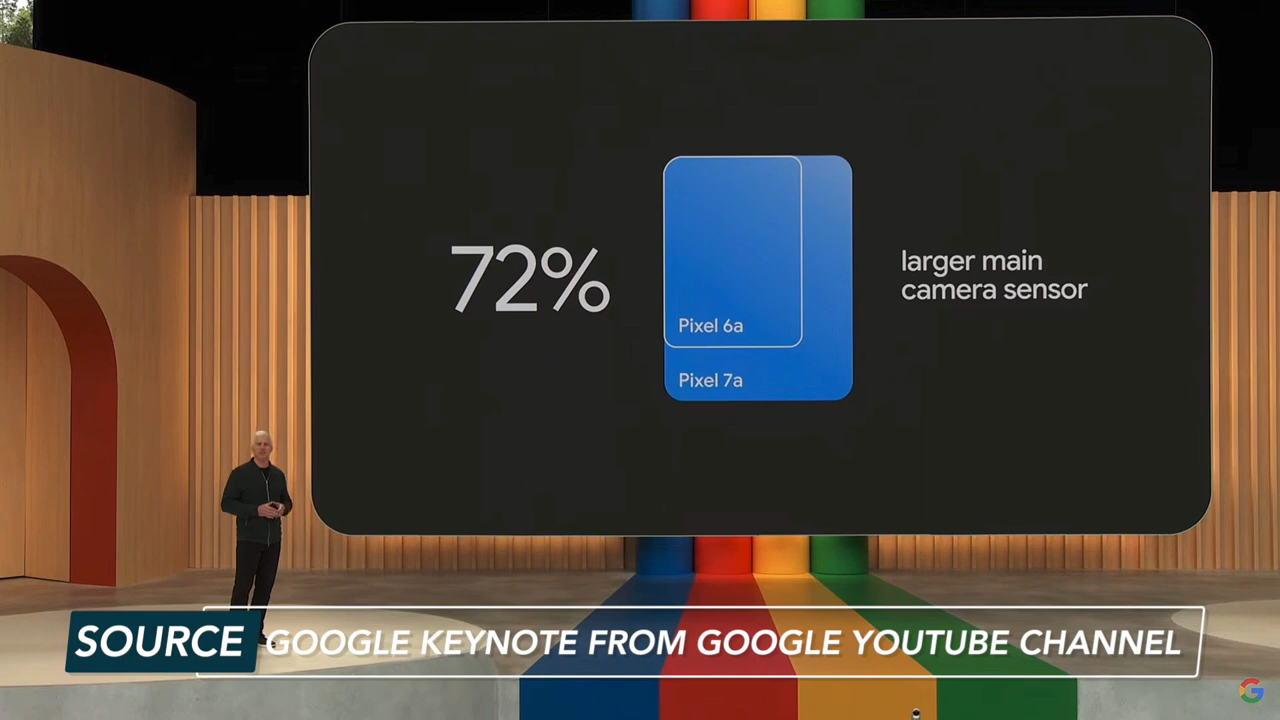 72%
larger main
camera sensor
Pixel 6a
Pixel 7a
SOURCE
GOOGLE KEYNOTE FROM GOOGLE YOUTUBE CHANNEL